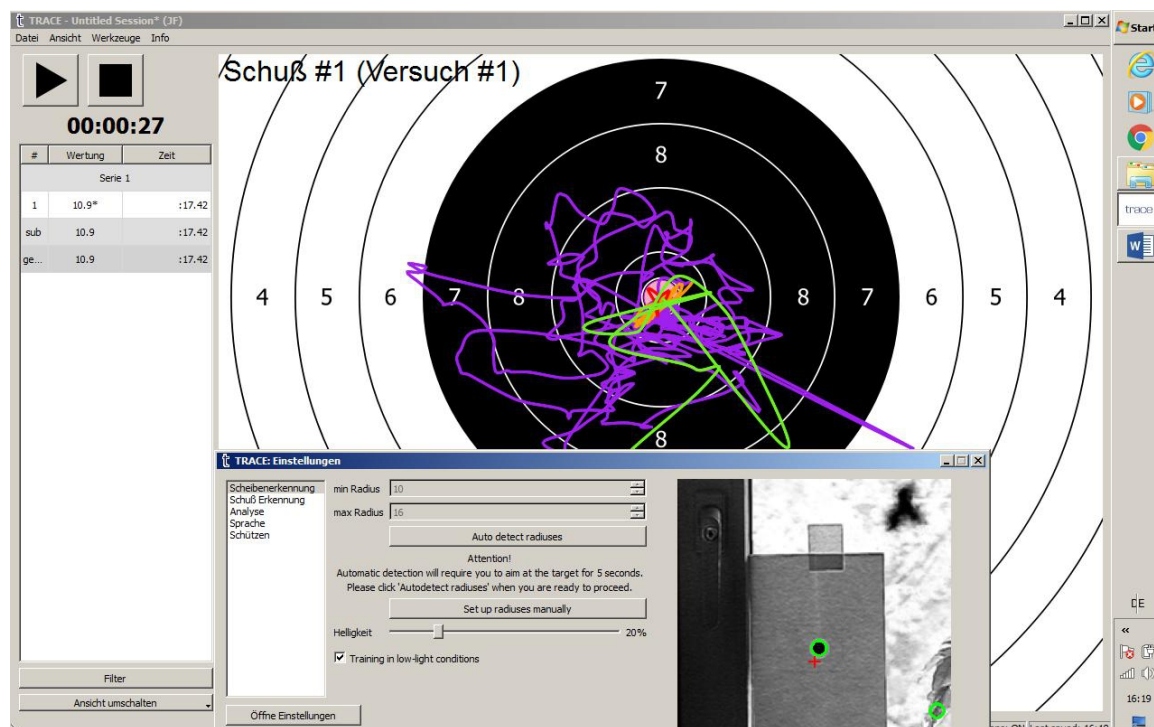 TRACE - Untitled Session* (JF)
Datei Ansicht Werkzeuge Info
Start
Schuß #1 (Versuch #1)
00:00:27
# Wertung Zeit
Serie 1
1 10.9* :17.42
sub 10.9 :17.42
ge... 10.9 :17.42
7
8
4 5 6 7 8 8 7 6 5 4
8
trace
W
TRACE: Einstellungen
Scheibenerkennung
Schuß Erkennung
Analyse
Sprache
Schützen
min Radius 10
max Radius 16
Auto detect radiuses
Attention!
Automatic detection will require you to aim at the target for 5 seconds.
Please click 'Autodetect radiuses' when you are ready to proceed.
Set up radiuses manually
Helligkeit 20%
Training in low-light conditions
Öffne Einstellungen
Filter
Ansicht umschalten
DE
16:19